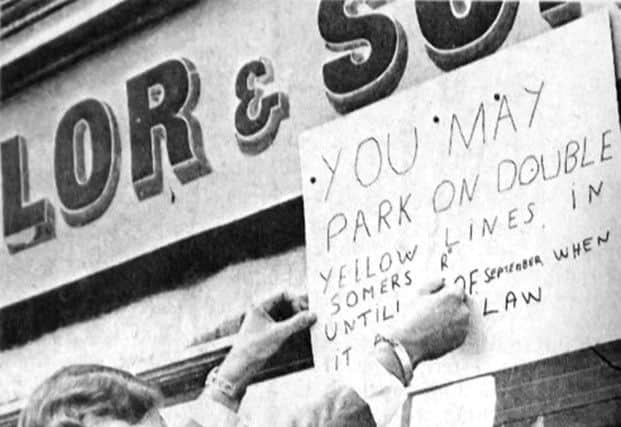 LOR & SO
YOU MAY
PARK ON DOUBLE
YELLOW LINES. IN
SOMERS R
UNTIL OF SEPTEMBER WHEN
IT LAW